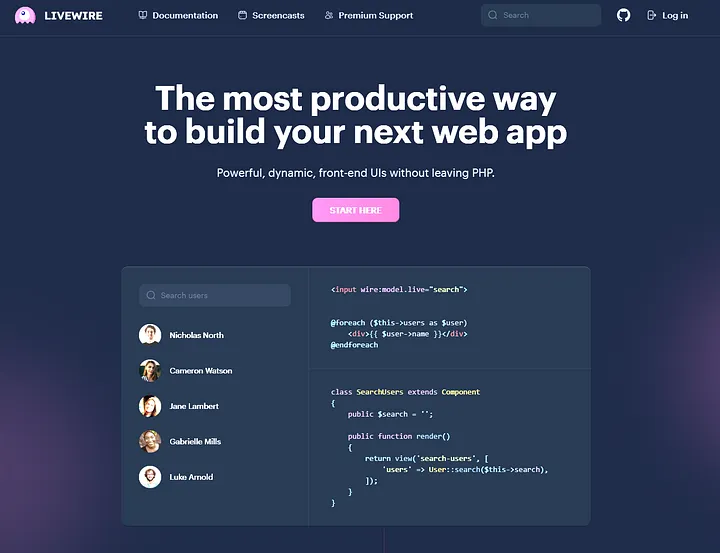 LIVEWIRE
Documentation
Screencasts
Premium Support
Search
Log in
The most productive way
to build your next web app
Powerful, dynamic, front-end UIs without leaving PHP.
START HERE
Search users
Nicholas North
Cameron Watson
Jane Lambert
Gabrielle Mills
Luke Arnold
<input wire:model.live="search">
@foreach ($this->users as $user)
    <div>{{ $user->name }}</div>
@endforeach
class SearchUsers extends Component
{
    public $search = '';
    public function render()
    {
        return view('search-users', [
            'users' => User::search($this->search),
        ]);
    }
}